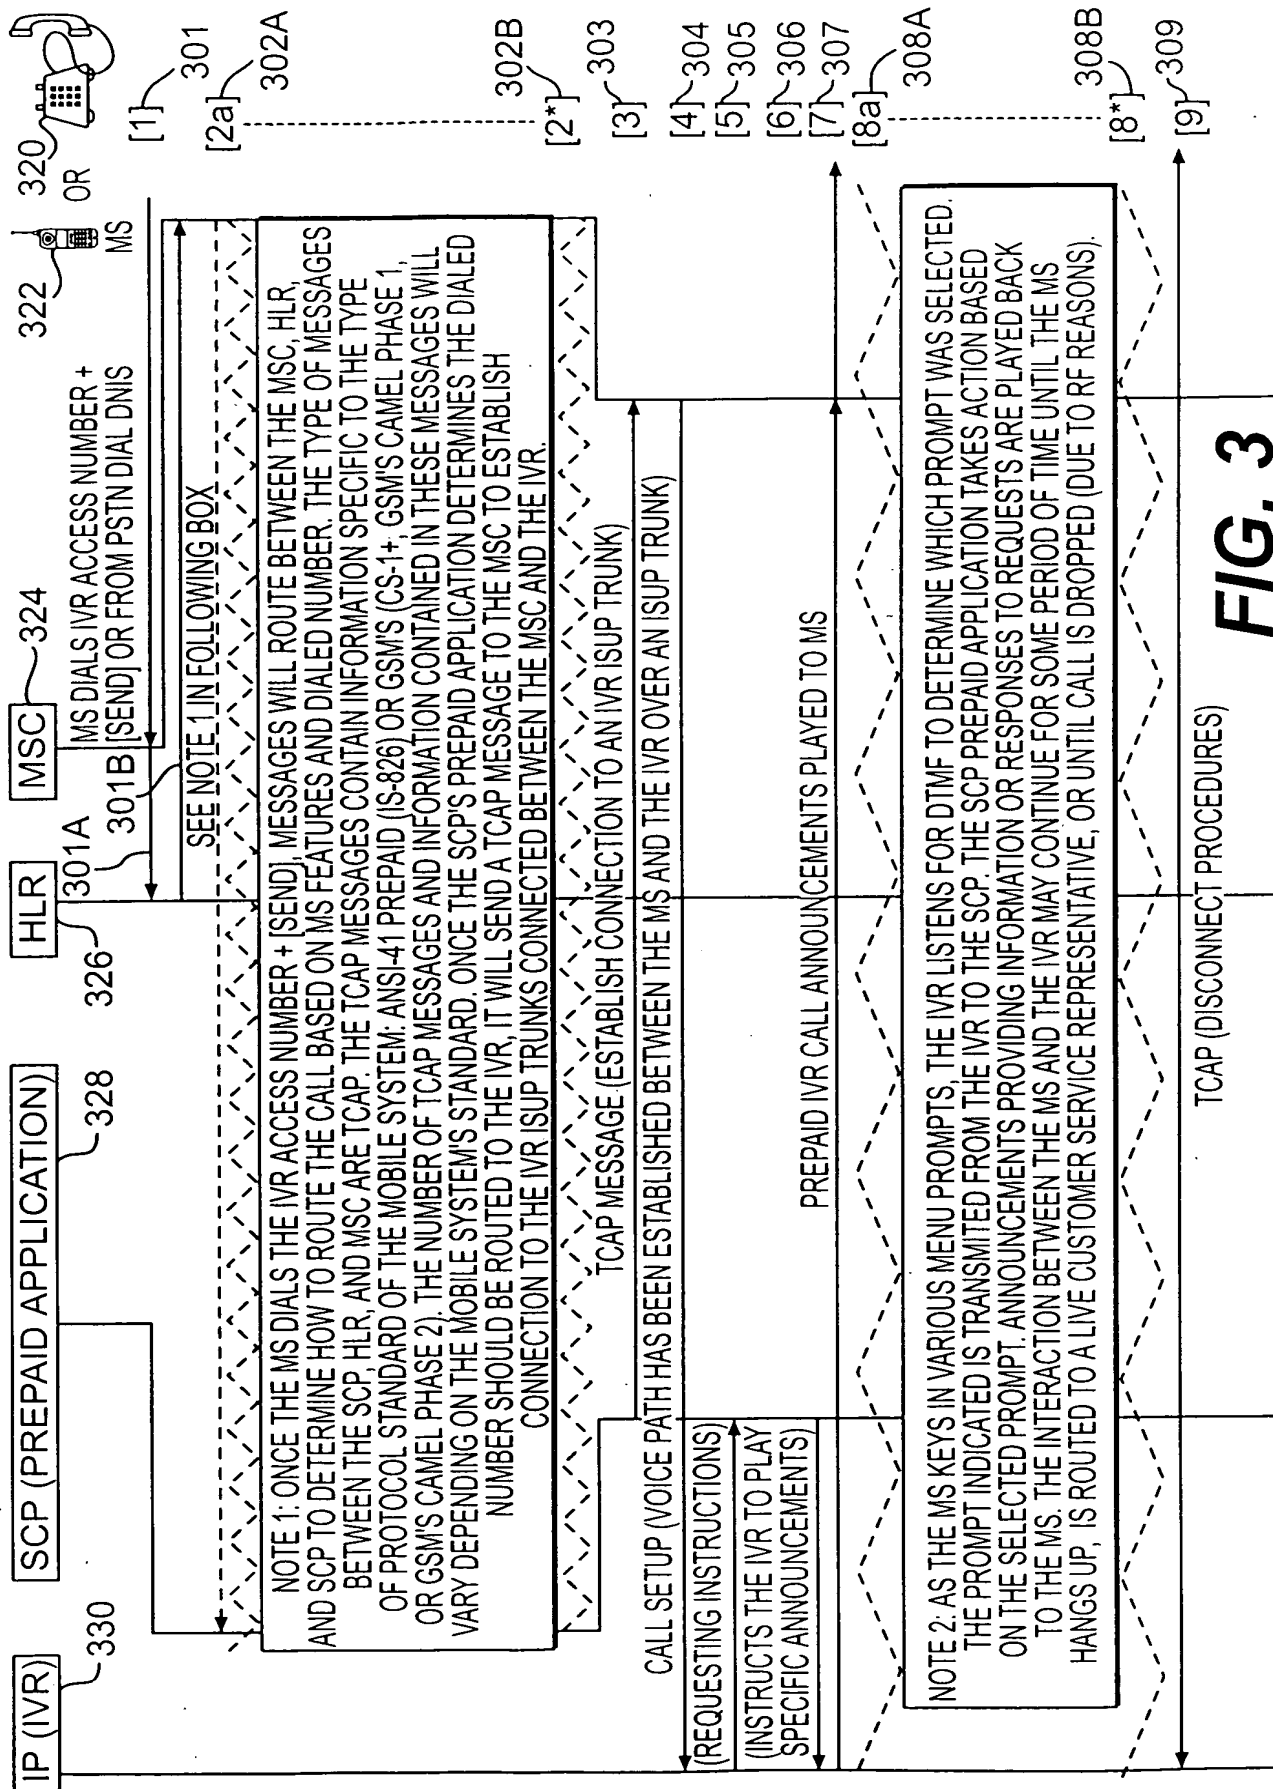 IP (IVR)
330
SCP (PREPAID APPLICATION)
328
HLR
326
MSC
324
322
MS
OR
320
301A
301B
MS DIALS IVR ACCESS NUMBER +
[SEND] OR FROM PSTN DIAL DNIS
[1]
301
SEE NOTE 1 IN FOLLOWING BOX
[2a]
302A
NOTE 1: ONCE THE MS DIALS THE IVR ACCESS NUMBER + [SEND], MESSAGES WILL ROUTE BETWEEN THE MSC, HLR,
AND SCP TO DETERMINE HOW TO ROUTE THE CALL BASED ON MS FEATURES AND DIALED NUMBER. THE TYPE OF MESSAGES
BETWEEN THE SCP, HLR, AND MSC ARE TCAP. THE TCAP MESSAGES CONTAIN INFORMATION SPECIFIC TO THE TYPE
OF PROTOCOL STANDARD OF THE MOBILE SYSTEM: ANSI-41 PREPAID (IS-826) OR GSM'S (CS-1+, GSM'S CAMEL PHASE 1,
OR GSM'S CAMEL PHASE 2). THE NUMBER OF TCAP MESSAGES AND INFORMATION CONTAINED IN THESE MESSAGES WILL
VARY DEPENDING ON THE MOBILE SYSTEM'S STANDARD. ONCE THE SCP'S PREPAID APPLICATION DETERMINES THE DIALED
NUMBER SHOULD BE ROUTED TO THE IVR, IT WILL SEND A TCAP MESSAGE TO THE MSC TO ESTABLISH
CONNECTION TO THE IVR ISUP TRUNKS CONNECTED BETWEEN THE MSC AND THE IVR.
[2*]
302B
TCAP MESSAGE (ESTABLISH CONNECTION TO AN IVR ISUP TRUNK)
[3]
303
CALL SETUP (VOICE PATH HAS BEEN ESTABLISHED BETWEEN THE MS AND THE IVR OVER AN ISUP TRUNK)
[4]
304
(REQUESTING INSTRUCTIONS)
[5]
305
(INSTRUCTS THE IVR TO PLAY
SPECIFIC ANNOUNCEMENTS)
[6]
306
PREPAID IVR CALL ANNOUNCEMENTS PLAYED TO MS
[7]
307
[8a]
308A
NOTE 2: AS THE MS KEYS IN VARIOUS MENU PROMPTS, THE IVR LISTENS FOR DTMF TO DETERMINE WHICH PROMPT WAS SELECTED.
THE PROMPT INDICATED IS TRANSMITTED FROM THE IVR TO THE SCP. THE SCP PREPAID APPLICATION TAKES ACTION BASED
ON THE SELECTED PROMPT. ANNOUNCEMENTS PROVIDING INFORMATION OR RESPONSES TO REQUESTS ARE PLAYED BACK
TO THE MS. THE INTERACTION BETWEEN THE MS AND THE IVR MAY CONTINUE FOR SOME PERIOD OF TIME UNTIL THE MS
HANGS UP, IS ROUTED TO A LIVE CUSTOMER SERVICE REPRESENTATIVE, OR UNTIL CALL IS DROPPED (DUE TO RF REASONS).
[8*]
308B
TCAP (DISCONNECT PROCEDURES)
[9]
309
FIG. 3